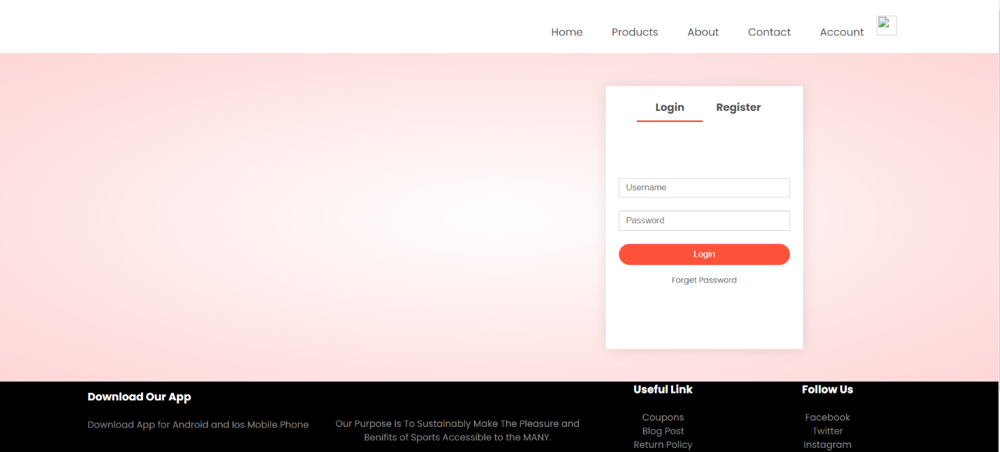 Home Products About Contact Account
Login Register
Username
Password
Login
Forget Password
Download Our App
Download App for Android and Ios Mobile Phone
Our Purpose Is To Sustainably Make The Pleasure and
Benifits of Sports Accessible to the MANY.
Useful Link
Coupons
Blog Post
Return Policy
Follow Us
Facebook
Twitter
Instagram